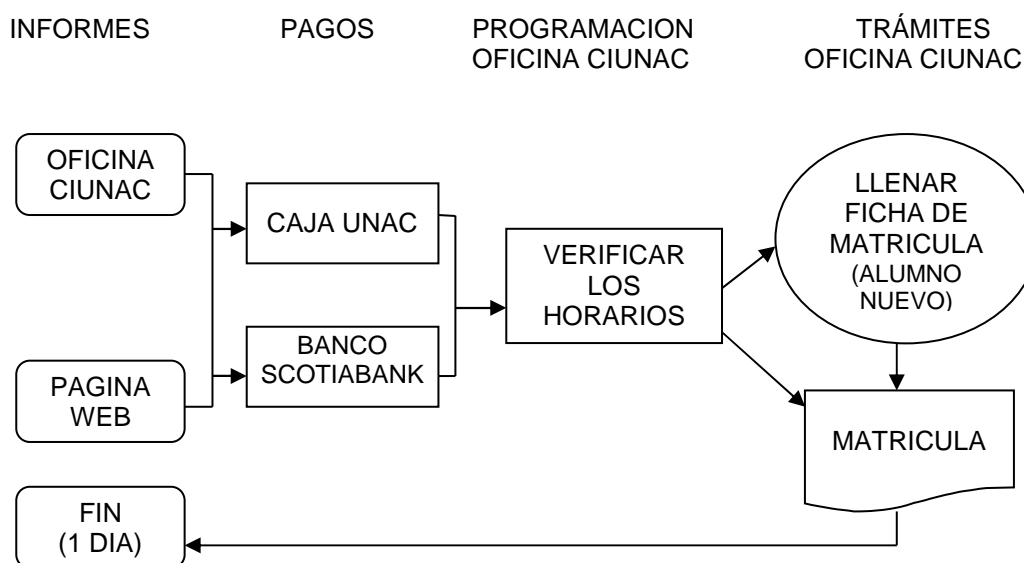 INFORMES
PAGOS
PROGRAMACION
OFICINA CIUNAC
TRÁMITES
OFICINA CIUNAC
OFICINA
CIUNAC
PAGINA
WEB
CAJA UNAC
BANCO
SCOTIABANK
VERIFICAR
LOS
HORARIOS
LLENAR
FICHA DE
MATRICULA
(ALUMNO
NUEVO)
MATRICULA
FIN
(1 DIA)